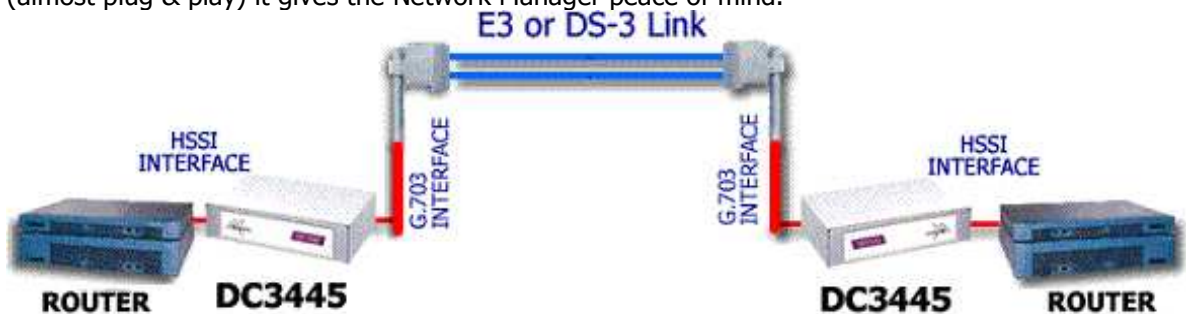 (almost plug & play) it gives the Network Manager peace of mind.
E3 or DS-3 Link
HSSI
INTERFACE
G.703
INTERFACE
G.703
INTERFACE
HSSI
INTERFACE
ROUTER
DC3445
DC3445
ROUTER